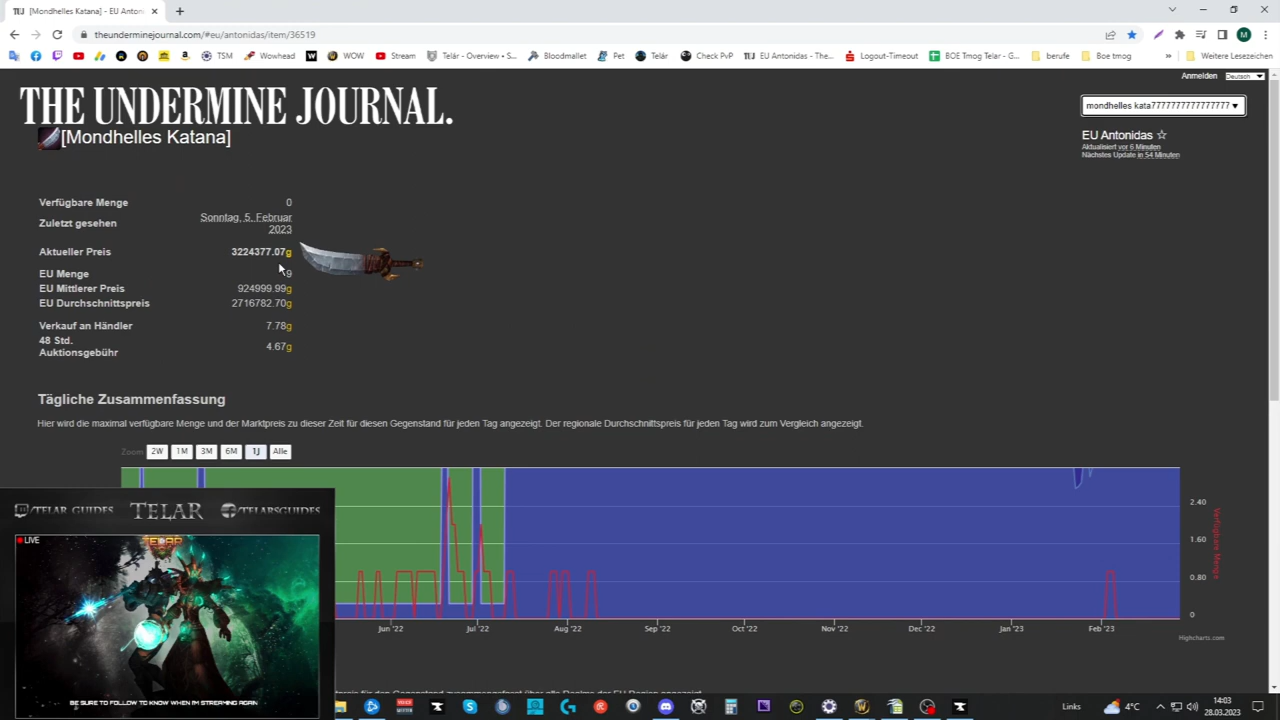 [Mondhelles Katana] - EU Anton
theunderminejournal.com/#eu/antonidas/item/36519
M
TSM
Wowhead
WOW
Stream
Telár - Overview • S...
Bloodmallet
Pet
Telár
Check PvP
EU Antonidas - The...
Logout-Timeout
BOE Tmog Telar - G...
berufe
Boe tmog
»
Weitere Lesezeichen
Anmelden
Deutsch
THE UNDERMINE JOURNAL.
mondhelles kata7777777777777777
[Mondhelles Katana]
EU Antonidas ☆
Aktualisiert vor 6 Minuten
Nächstes Update in 54 Minuten
Verfügbare Menge 0
Zuletzt gesehen Sonntag, 5. Februar
2023
Aktueller Preis 3224377.07g
EU Menge 9
EU Mittlerer Preis 924999.99g
EU Durchschnittspreis 2716782.70g
Verkauf an Händler 7.78g
48 Std.
Auktionsgebühr 4.67g
Tägliche Zusammenfassung
Hier wird die maximal verfügbare Menge und der Marktpreis zu dieser Zeit für diesen Gegenstand für jeden Tag angezeigt. Der regionale Durchschnittspreis für jeden Tag wird zum Vergleich angezeigt.
Zoom 2W 1M 3M 6M 1J Alle
2.40
1.60
0.80
0
Verfügbare Menge
Jun '22 Jul '22 Aug '22 Sep '22 Oct '22 Nov '22 Dec '22 Jan '23 Feb '23
Highcharts.com
/TELAR GUIDES TELAR /TELARSGUIDES
LIVE
TELAR
BE SURE TO FOLLOW TO KNOW WHEN I'M STREAMING AGAIN
Links
4°C
14:03
28.03.2023